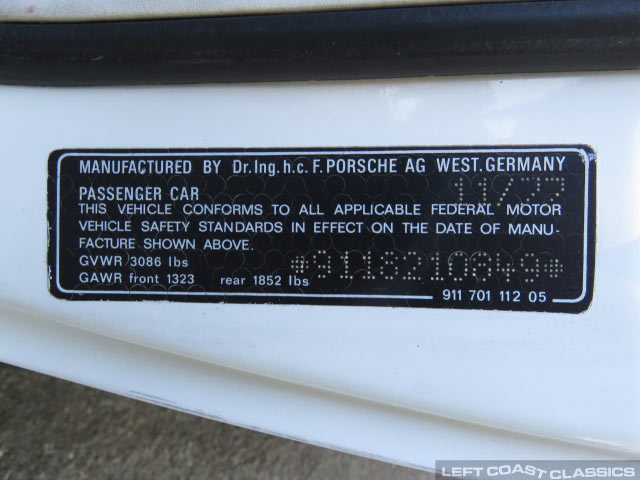 MANUFACTURED BY Dr.Ing.h.c.F.PORSCHE AG WEST.GERMANY
PASSENGER CAR 11/77
THIS VEHICLE CONFORMS TO ALL APPLICABLE FEDERAL MOTOR
VEHICLE SAFETY STANDARDS IN EFFECT ON THE DATE OF MANU-
FACTURE SHOWN ABOVE.
GVWR 3086 lbs *9118210649*
GAWR front 1323 rear 1852 lbs
911 701 112 05
LEFT COAST CLASSICS